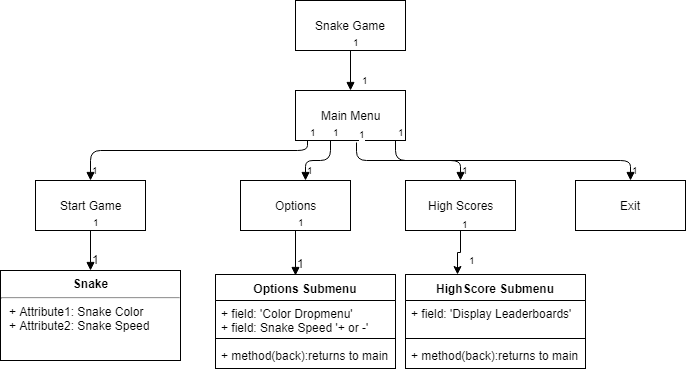 Snake Game
1
1
Main Menu
1 1 1 1
1 1 1 1
Start Game Options High Scores Exit
1 1 1
1 1 1
Snake
+ Attribute1: Snake Color
+ Attribute2: Snake Speed
Options Submenu
+ field: 'Color Dropmenu'
+ field: Snake Speed '+ or -'
+ method(back):returns to main
HighScore Submenu
+ field: 'Display Leaderboards'
+ method(back):returns to main